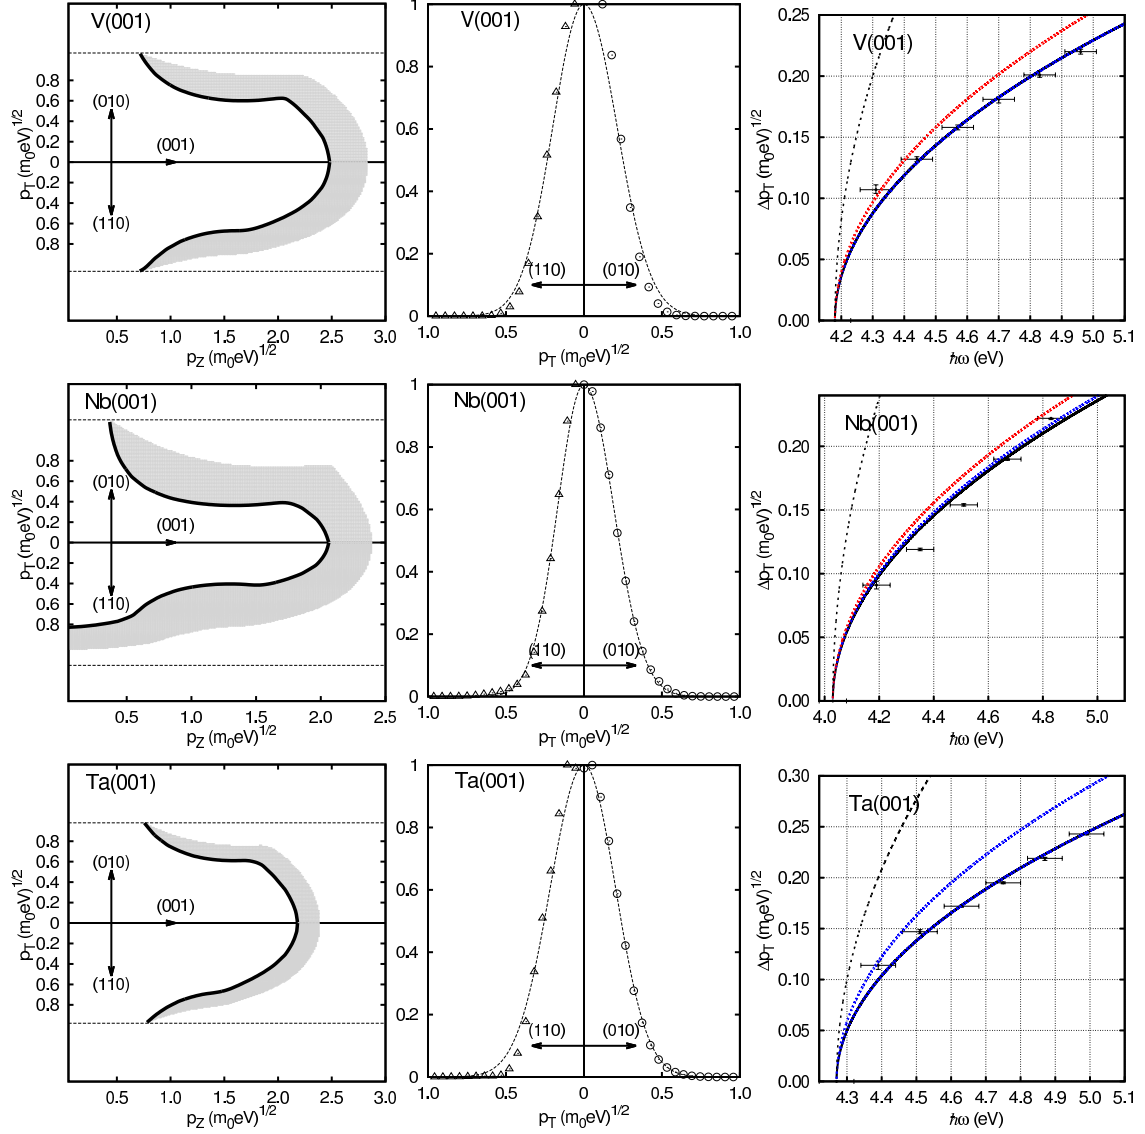 V(001)
0.8
0.6
0.4
0.2
0
0.2
0.4
0.6
0.8
(010)
(001)
(110)
p_T (m_0eV)^{1/2}
0.5 1.0 1.5 2.0 2.5
p_Z (m_0eV)^{1/2}
V(001)
1
0.8
0.6
0.4
0.2
0
(110) (010)
1.0 0.5 0 0.5 1.0
p_T (m_0eV)^{1/2}
V(001)
0.25
0.20
0.15
0.10
0.05
0.00
Δp_T (m_0eV)^{1/2}
4.2 4.3 4.4 4.5 4.6 4.7 4.8 4.9 5.0 5.1
ħω (eV)
Nb(001)
0.8
0.6
0.4
0.2
0
0.2
0.4
0.6
0.8
(010)
(001)
(110)
p_T (m_0eV)^{1/2}
0.5 1.0 1.5 2.0 2.5
p_Z (m_0eV)^{1/2}
Nb(001)
1
0.8
0.6
0.4
0.2
0
(110) (010)
1.0 0.5 0 0.5 1.0
p_T (m_0eV)^{1/2}
Nb(001)
0.20
0.15
0.10
0.05
0.00
Δp_T (m_0eV)^{1/2}
4.0 4.2 4.4 4.6 4.8 5.0
ħω (eV)
Ta(001)
0.8
0.6
0.4
0.2
0
0.2
0.4
0.6
0.8
(010)
(001)
(110)
p_T (m_0eV)^{1/2}
0.5 1.0 1.5 2.0 2.5 3.0
p_Z (m_0eV)^{1/2}
Ta(001)
1
0.8
0.6
0.4
0.2
0
(110) (010)
1.0 0.5 0 0.5 1.0
p_T (m_0eV)^{1/2}
Ta(001)
0.30
0.25
0.20
0.15
0.10
0.05
0.00
Δp_T (m_0eV)^{1/2}
4.3 4.4 4.5 4.6 4.7 4.8 4.9 5.0 5.1
ħω (eV)